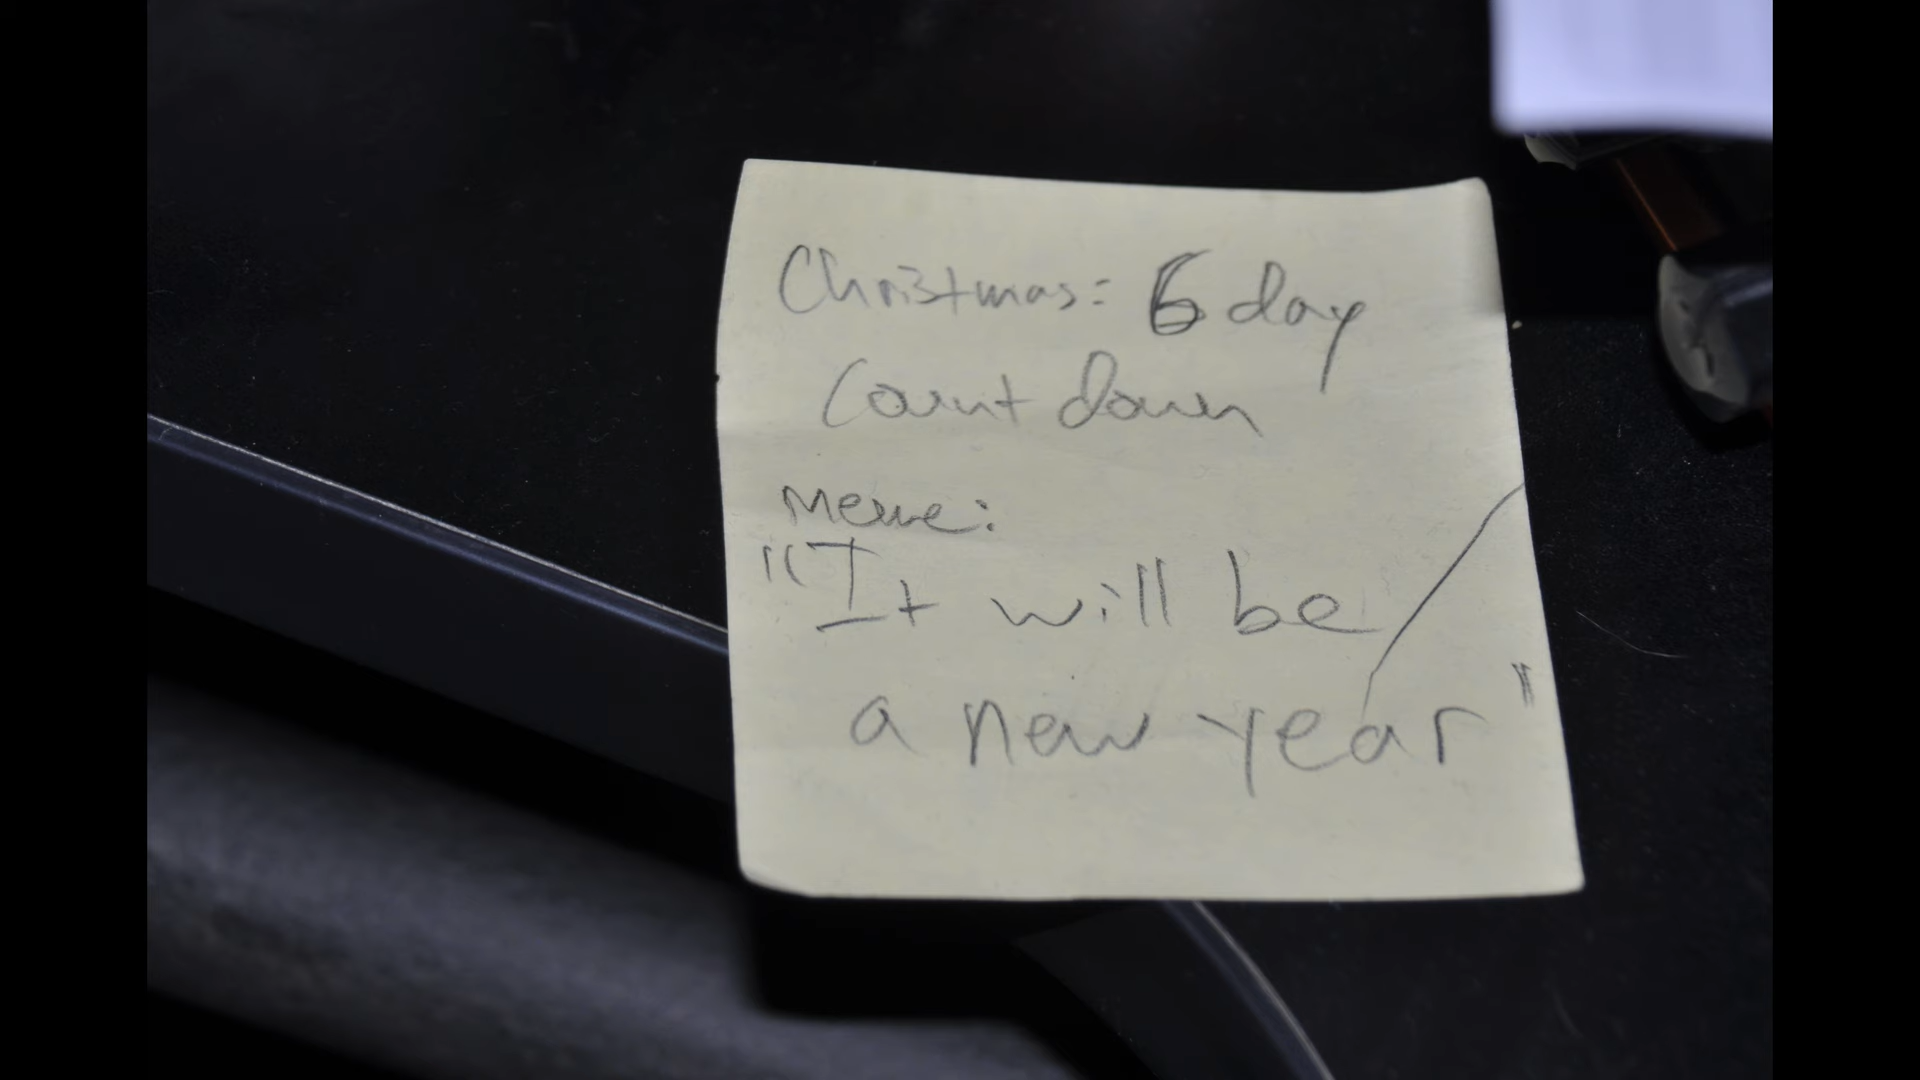 Christmas: 6 day
Count down
Meme:
"It will be
a new year"